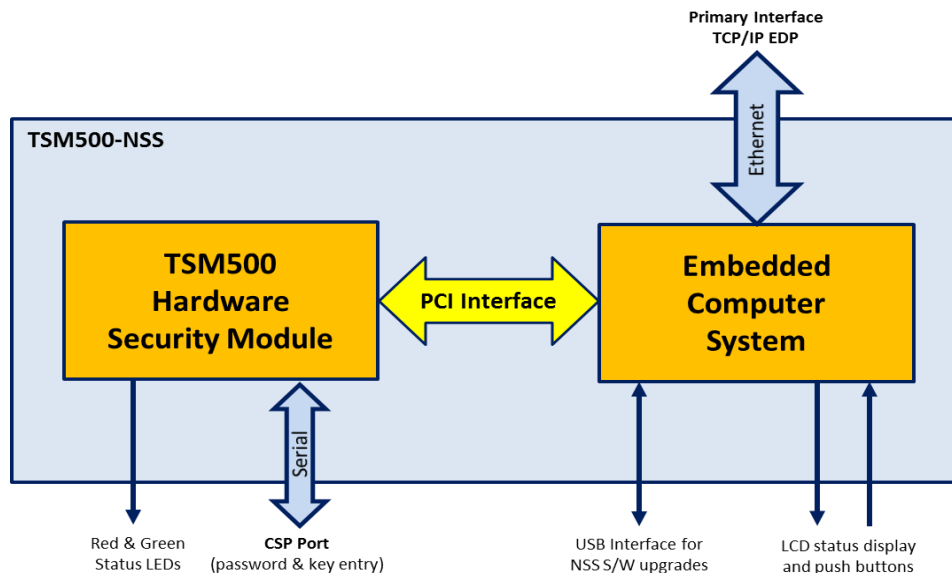 Primary Interface
TCP/IP EDP
Ethernet
TSM500-NSS
TSM500
Hardware
Security Module
PCI Interface
Embedded
Computer
System
Serial
Red & Green
Status LEDs
CSP Port
(password & key entry)
USB Interface for
NSS S/W upgrades
LCD status display
and push buttons